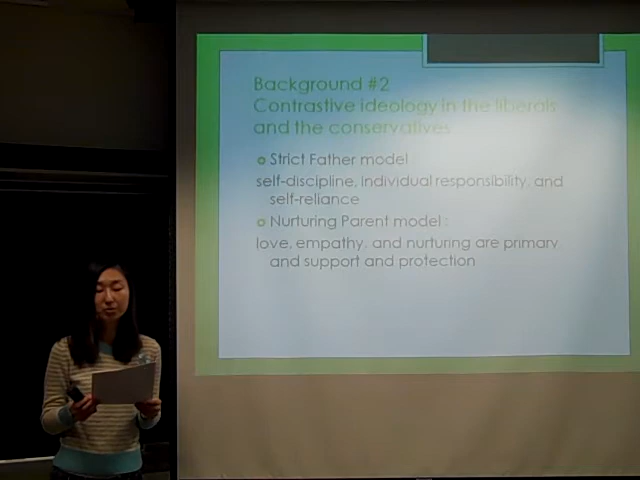 Background #2
Contrastive ideology in the liberals
and the conservatives
Strict Father model
self-discipline, individual responsibility, and
self-reliance
Nurturing Parent model :
love, empathy, and nurturing are primary
and support and protection